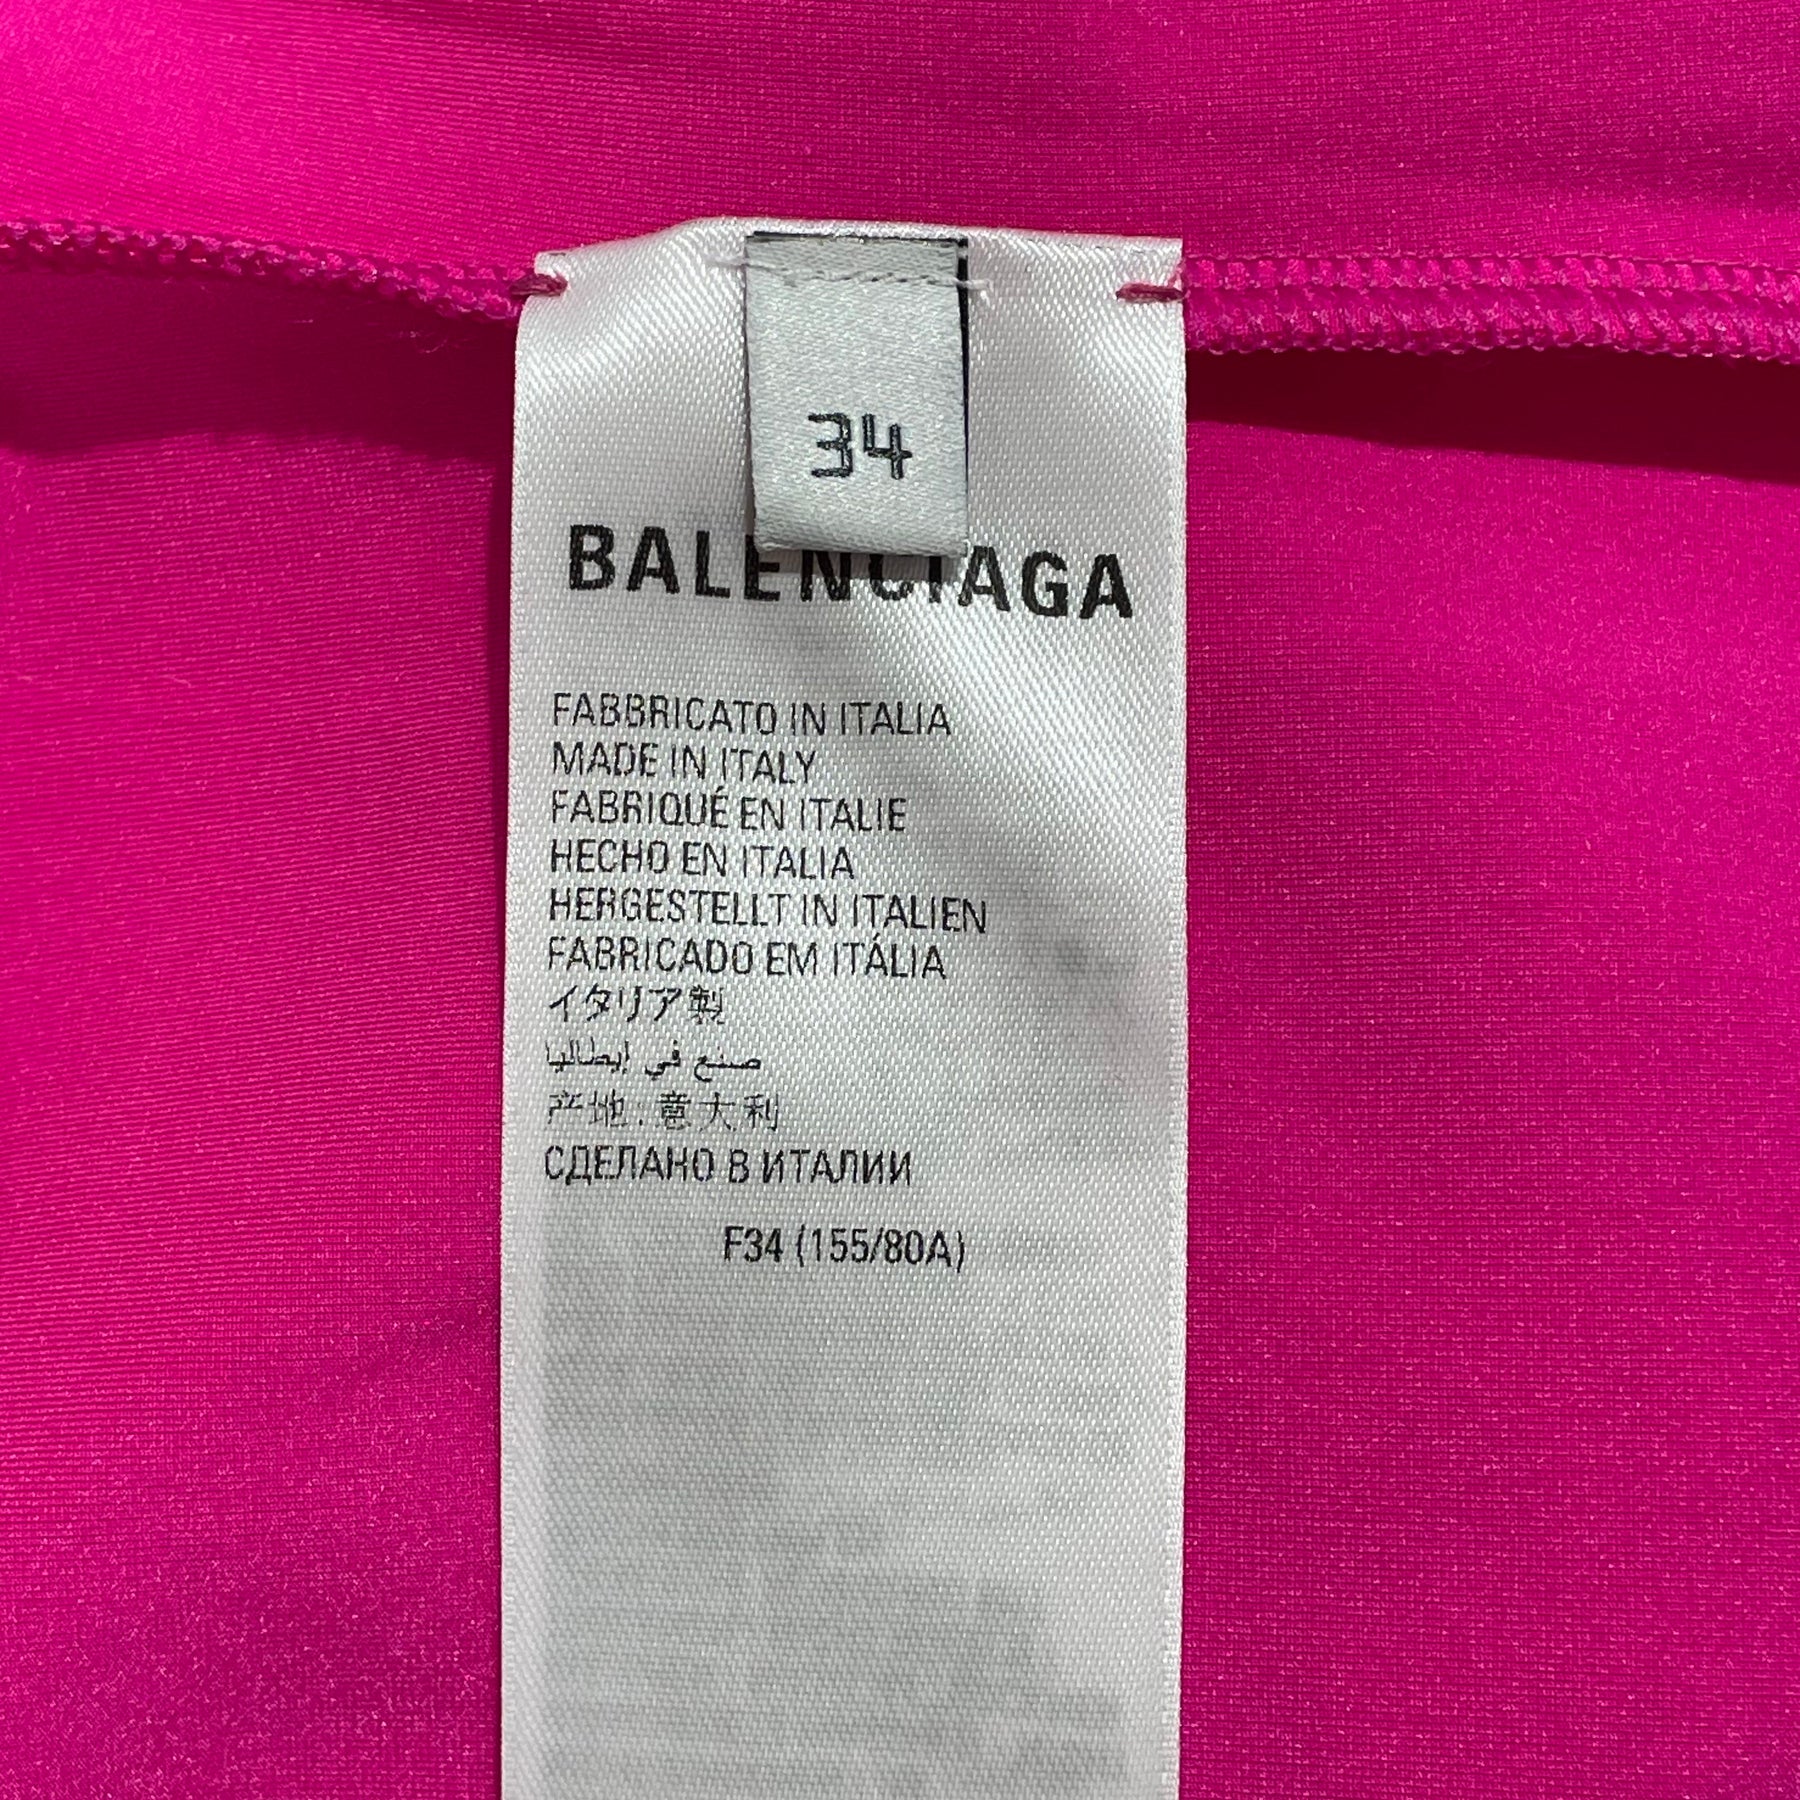 34
BALENCIAGA
FABBRICATO IN ITALIA
MADE IN ITALY
FABRIQUÉ EN ITALIE
HECHO EN ITALIA
HERGESTELLT IN ITALIEN
FABRICADO EM ITÁLIA
イタリア製
صنع في إيطاليا
产地:意大利
СДЕЛАНО В ИТАЛИИ
F34 (155/80A)